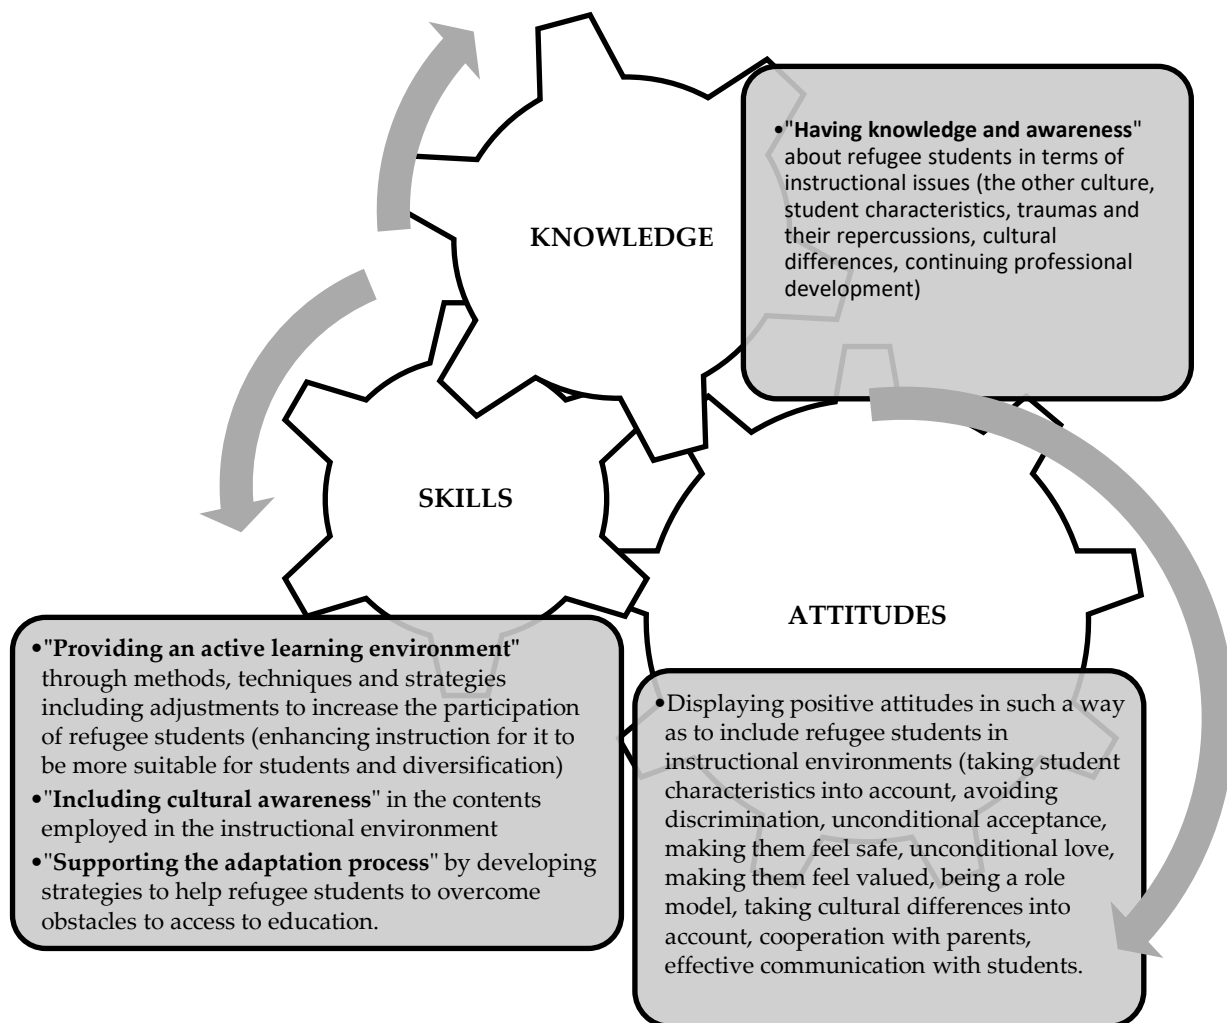 KNOWLEDGE
•"Having knowledge and awareness"
about refugee students in terms of
instructional issues (the other culture,
student characteristics, traumas and
their repercussions, cultural
differences, continuing professional
development)
SKILLS
•"Providing an active learning environment"
through methods, techniques and strategies
including adjustments to increase the participation
of refugee students (enhancing instruction for it to
be more suitable for students and diversification)
•"Including cultural awareness" in the contents
employed in the instructional environment
•"Supporting the adaptation process" by developing
strategies to help refugee students to overcome
obstacles to access to education.
ATTITUDES
•Displaying positive attitudes in such a way
as to include refugee students in
instructional environments (taking student
characteristics into account, avoiding
discrimination, unconditional acceptance,
making them feel safe, unconditional love,
making them feel valued, being a role
model, taking cultural differences into
account, cooperation with parents,
effective communication with students.